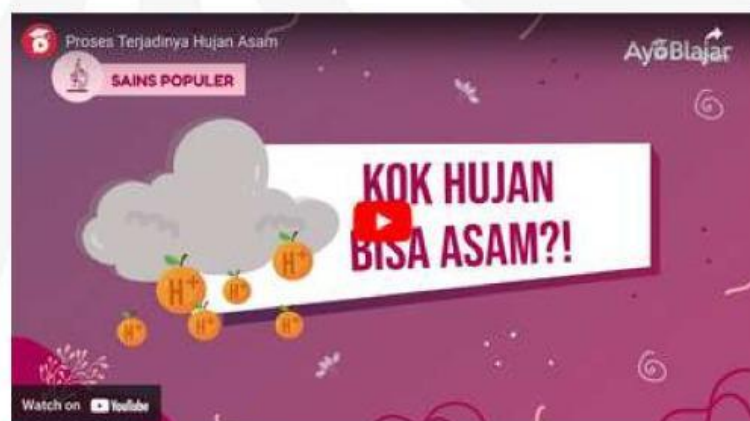 Proses Terjadinya Hujan Asam
AyoBlajar
SAINS POPULER
KOK HUJAN
BISA ASAM?!
H+
H+
H+
H+
H+
H+
Watch on YouTube